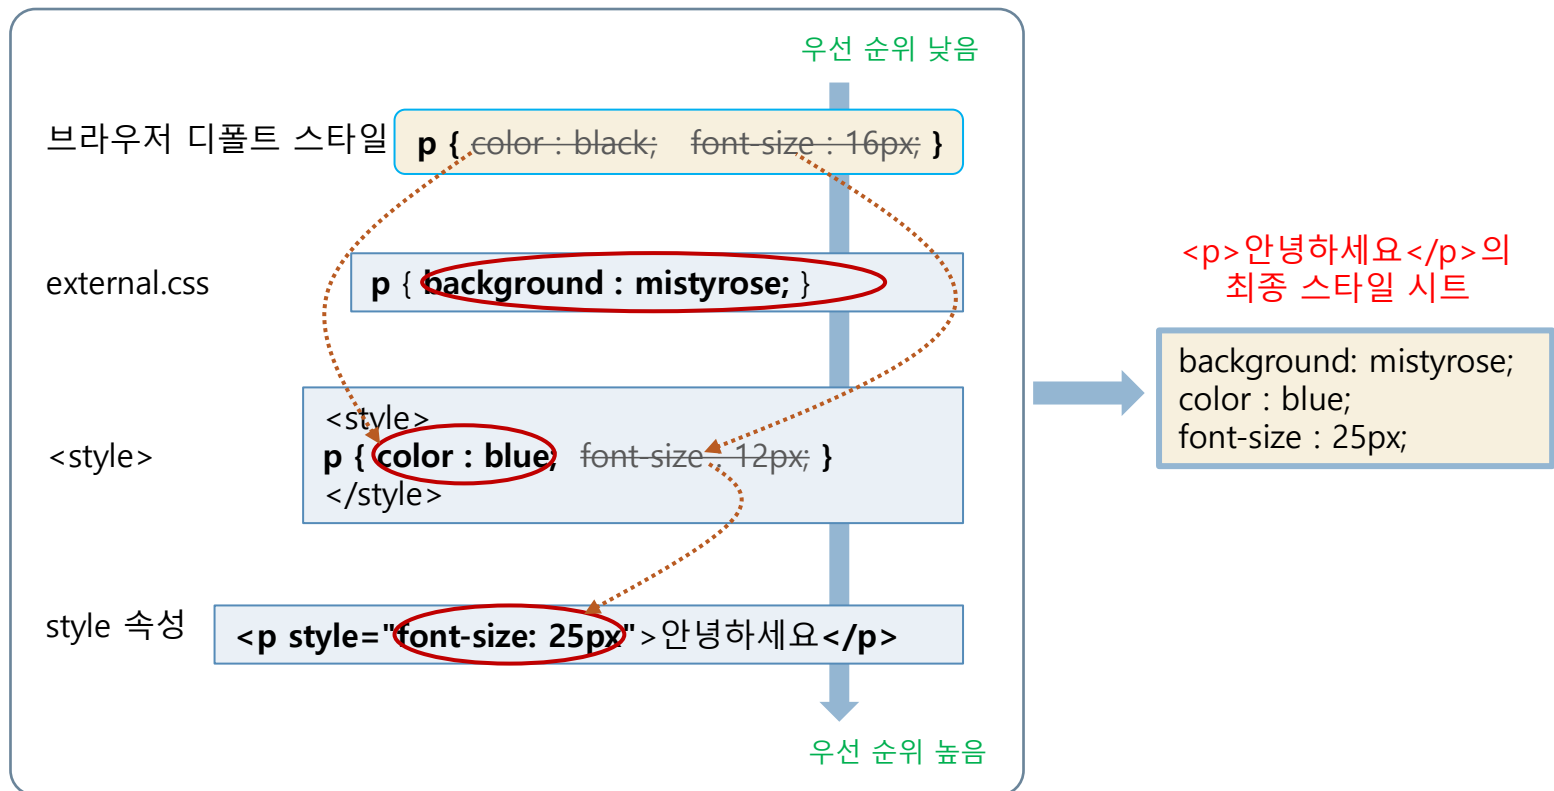 우선 순위 낮음
브라우저 디폴트 스타일
p { color : black; font-size : 16px; }
external.css
p { background : mistyrose; }
<style>
<style>
p { color : blue; font-size : 12px; }
</style>
style 속성
<p style="font-size: 25px">안녕하세요</p>
우선 순위 높음
<p>안녕하세요</p>의
최종 스타일 시트
background: mistyrose;
color : blue;
font-size : 25px;